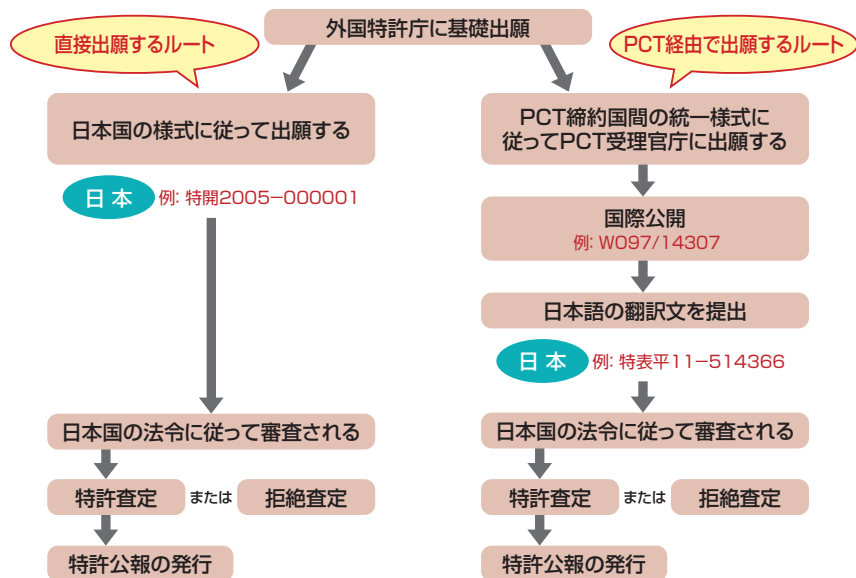 外国特許庁に基礎出願
直接出願するルート
PCT経由で出願するルート
日本国の様式に従って出願する
日本 例: 特開2005−000001
日本国の法令に従って審査される
特許査定 または 拒絶査定
特許公報の発行
PCT締約国間の統一様式に
従ってPCT受理官庁に出願する
国際公開
例: WO97/14307
日本語の翻訳文を提出
日本 例: 特表平11−514366
日本国の法令に従って審査される
特許査定 または 拒絶査定
特許公報の発行